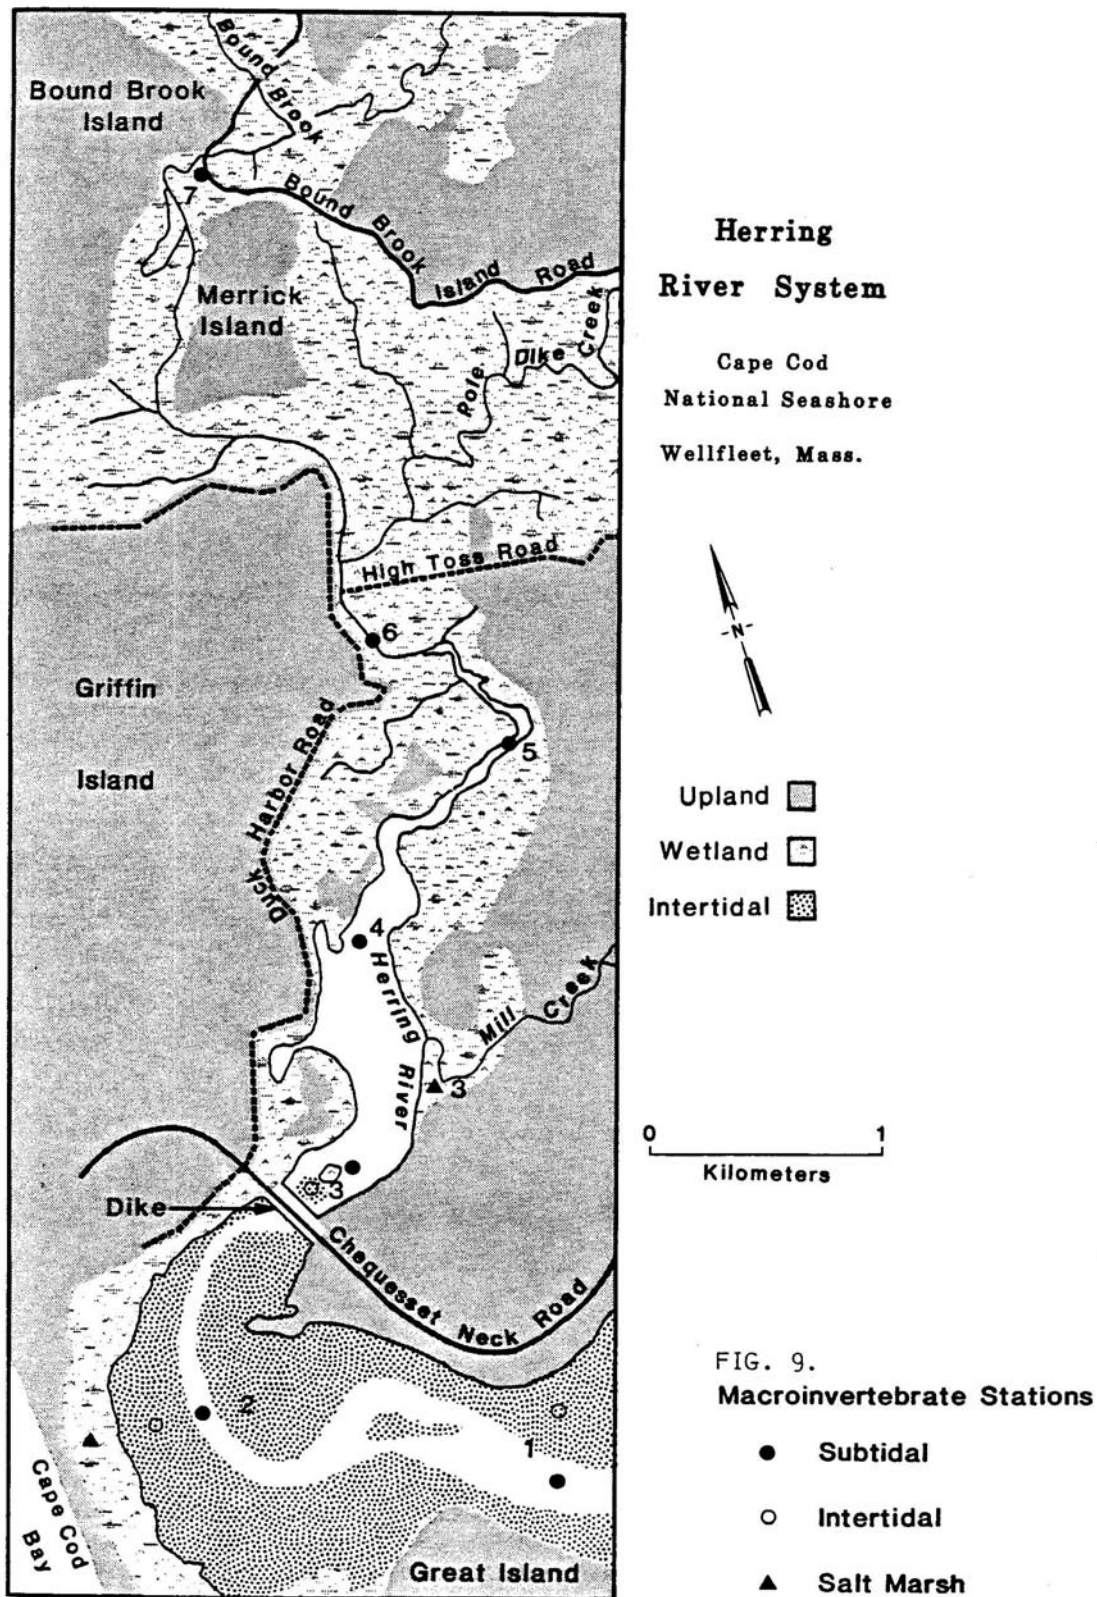 Bound Brook
Bound Brook
Island
7
Bound Brook Island Road
Merrick
Island
Pole Dike Creek
High Toss Road
6
Griffin
Island
Duck Harbor Road
5
4
Herring River
Mill Creek
3
3
Dike
Chequesset Neck Road
2
1
Cape Cod
Bay
Great Island
Herring
River System
Cape Cod
National Seashore
Wellfleet, Mass.
-N-
Upland
Wetland
Intertidal
0 1
Kilometers
FIG. 9.
Macroinvertebrate Stations
Subtidal
Intertidal
Salt Marsh